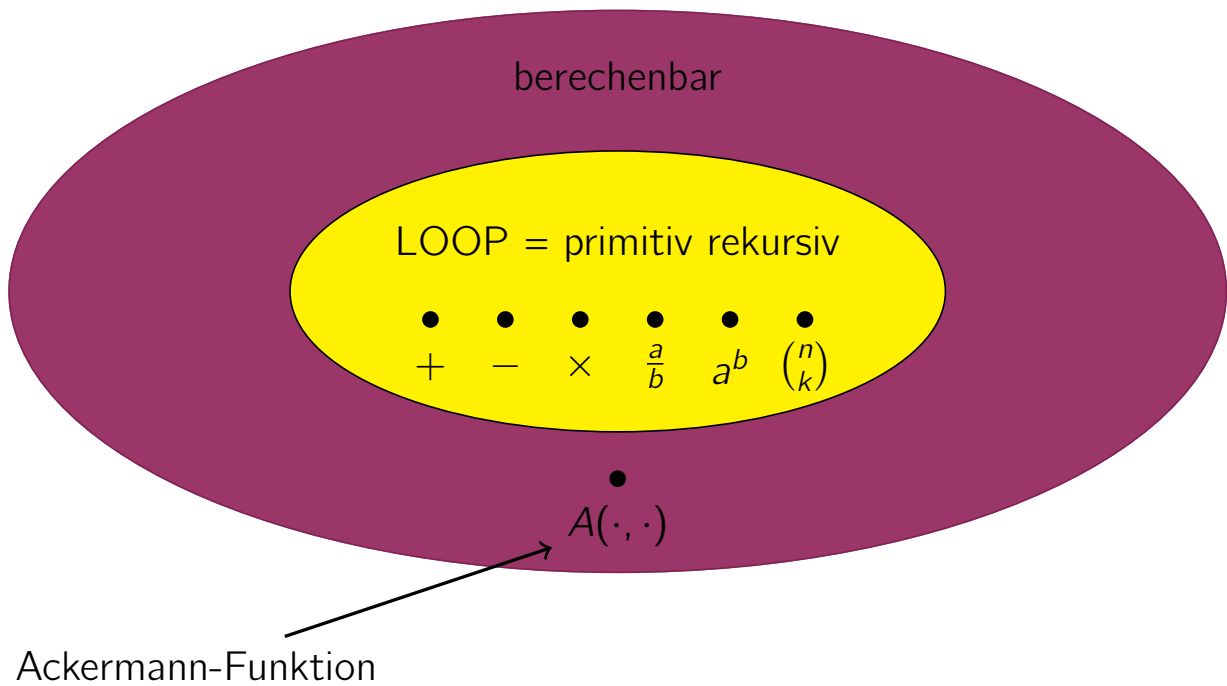 berechenbar
LOOP = primitiv rekursiv
+ − × a/b a^b (n k)
A(·, ·)
Ackermann-Funktion